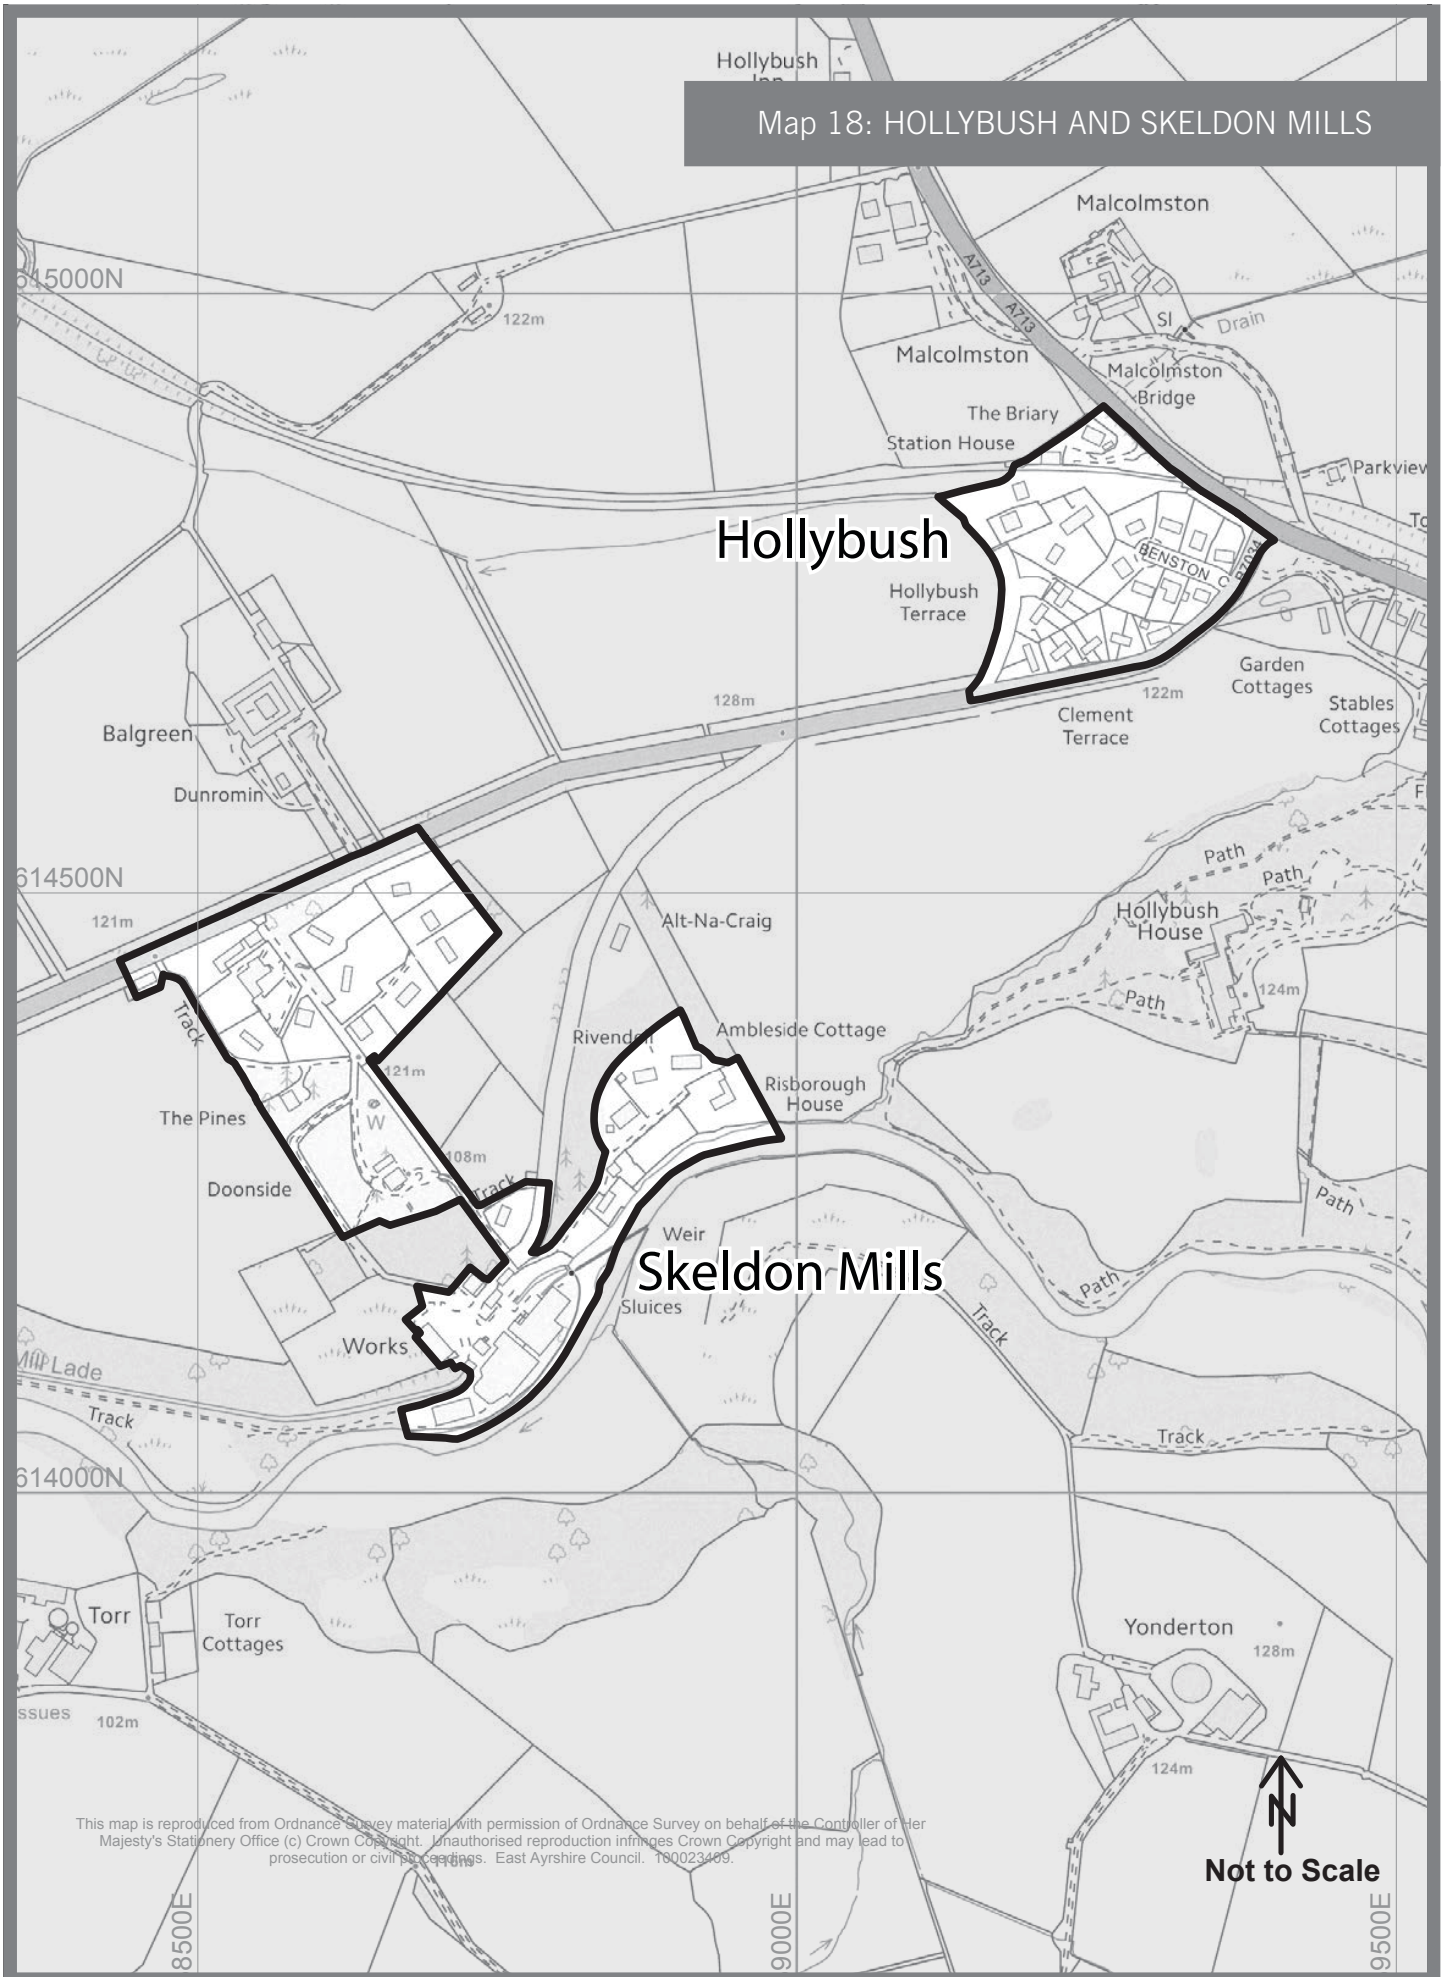 Hollybush
Inn
Map 18: HOLLYBUSH AND SKELDON MILLS
Malcolmston
A713
A713
615000N
122m
SI
Drain
Malcolmston
Malcolmston
Bridge
The Briary
Station House
Parkview
Hollybush
BENSTON C
B7034
Hollybush
Terrace
Garden
Cottages
122m
Stables
Cottages
128m
Clement
Terrace
Balgreen
Dunromin
614500N
Path
Path
121m
Alt-Na-Craig
Hollybush
House
124m
Path
Track
Rivendell
Ambleside Cottage
121m
Risborough
House
The Pines
W
108m
Doonside
Track
Path
Weir
Skeldon Mills
Path
Sluices
Track
Works
Mill Lade
Track
Track
614000N
Torr
Torr
Cottages
Yonderton
128m
ssues
102m
124m
This map is reproduced from Ordnance Survey material with permission of Ordnance Survey on behalf of the Controller of Her
Majesty's Stationery Office (c) Crown Copyright. Unauthorised reproduction infringes Crown Copyright and may lead to
prosecution or civil proceedings. East Ayrshire Council. 100023409.
N
Not to Scale
8500E
9000E
9500E